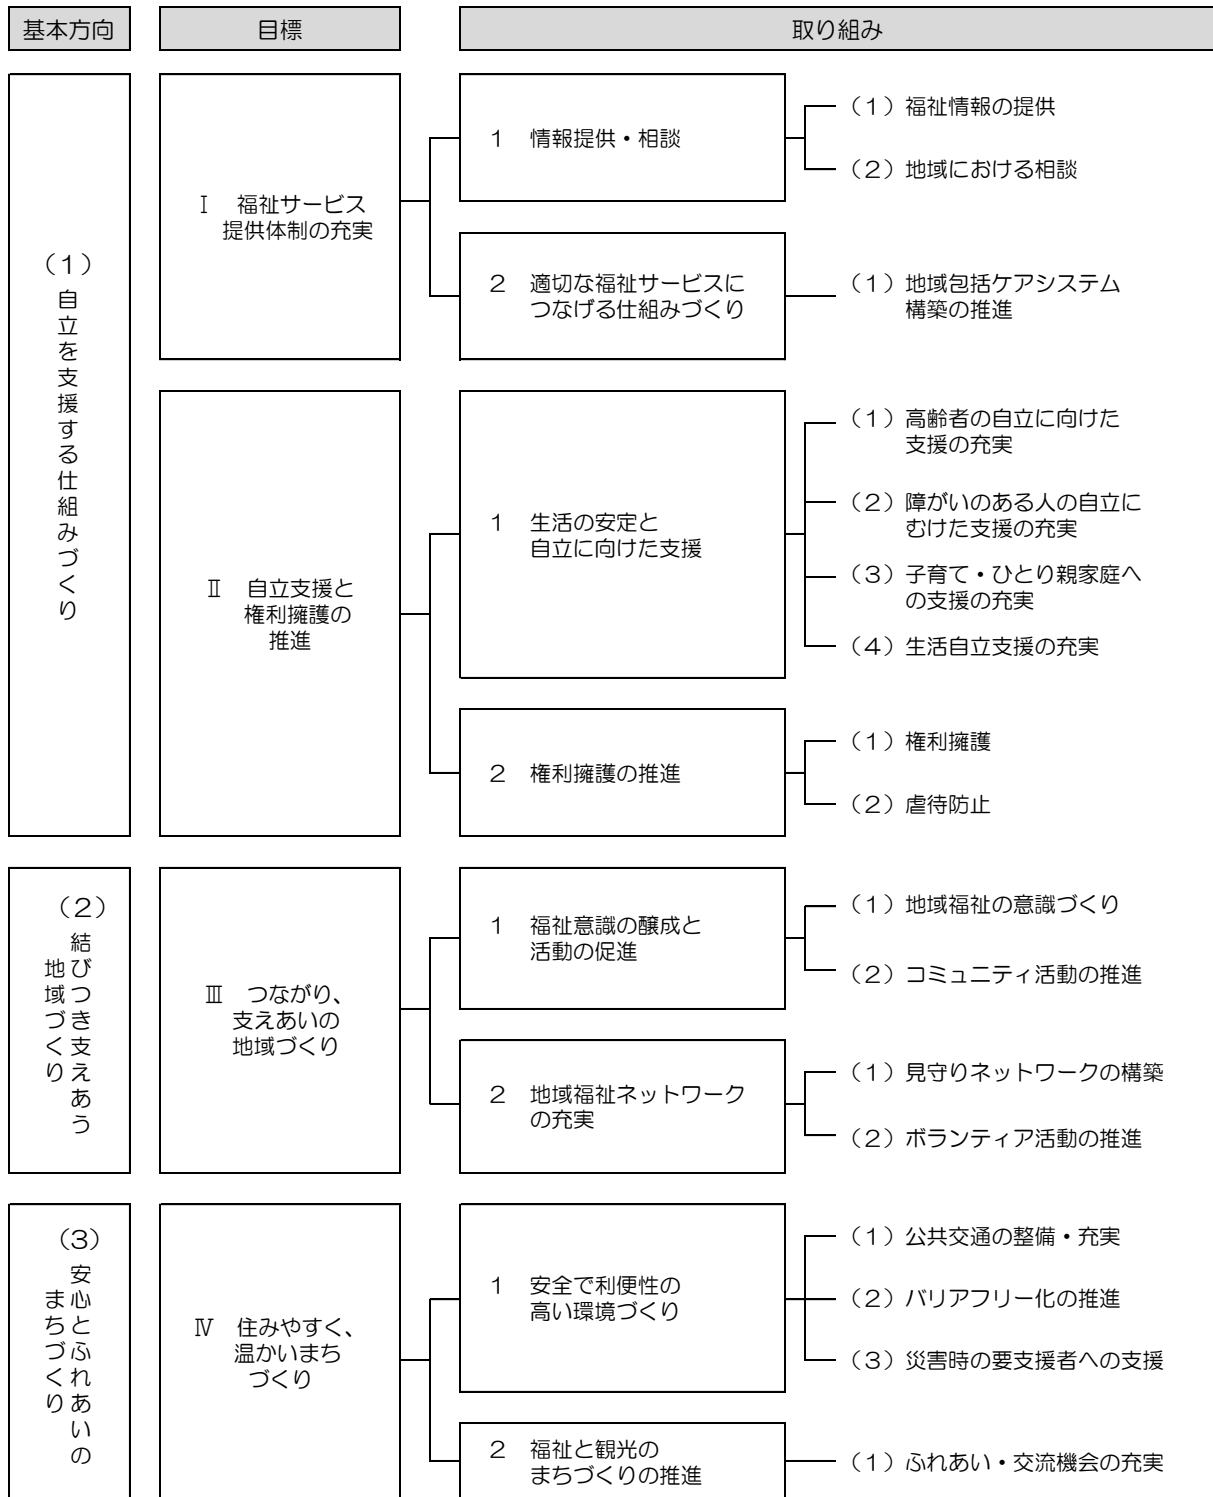 基本方向
目標
取り組み
（１）
自立を支援する仕組みづくり
Ⅰ　福祉サービス
提供体制の充実
１　情報提供・相談
（１）福祉情報の提供
（２）地域における相談
２　適切な福祉サービスに
つなげる仕組みづくり
（１）地域包括ケアシステム
構築の推進
Ⅱ　自立支援と
権利擁護の
推進
１　生活の安定と
自立に向けた支援
（１）高齢者の自立に向けた
支援の充実
（２）障がいのある人の自立に
むけた支援の充実
（３）子育て・ひとり親家庭へ
の支援の充実
（４）生活自立支援の充実
２　権利擁護の推進
（１）権利擁護
（２）虐待防止
（２）
結びつき支えあう
地域づくり
Ⅲ　つながり、
支えあいの
地域づくり
１　福祉意識の醸成と
活動の促進
（１）地域福祉の意識づくり
（２）コミュニティ活動の推進
２　地域福祉ネットワーク
の充実
（１）見守りネットワークの構築
（２）ボランティア活動の推進
（３）
安心とふれあいの
まちづくり
Ⅳ　住みやすく、
温かいまち
づくり
１　安全で利便性の
高い環境づくり
（１）公共交通の整備・充実
（２）バリアフリー化の推進
（３）災害時の要支援者への支援
２　福祉と観光の
まちづくりの推進
（１）ふれあい・交流機会の充実